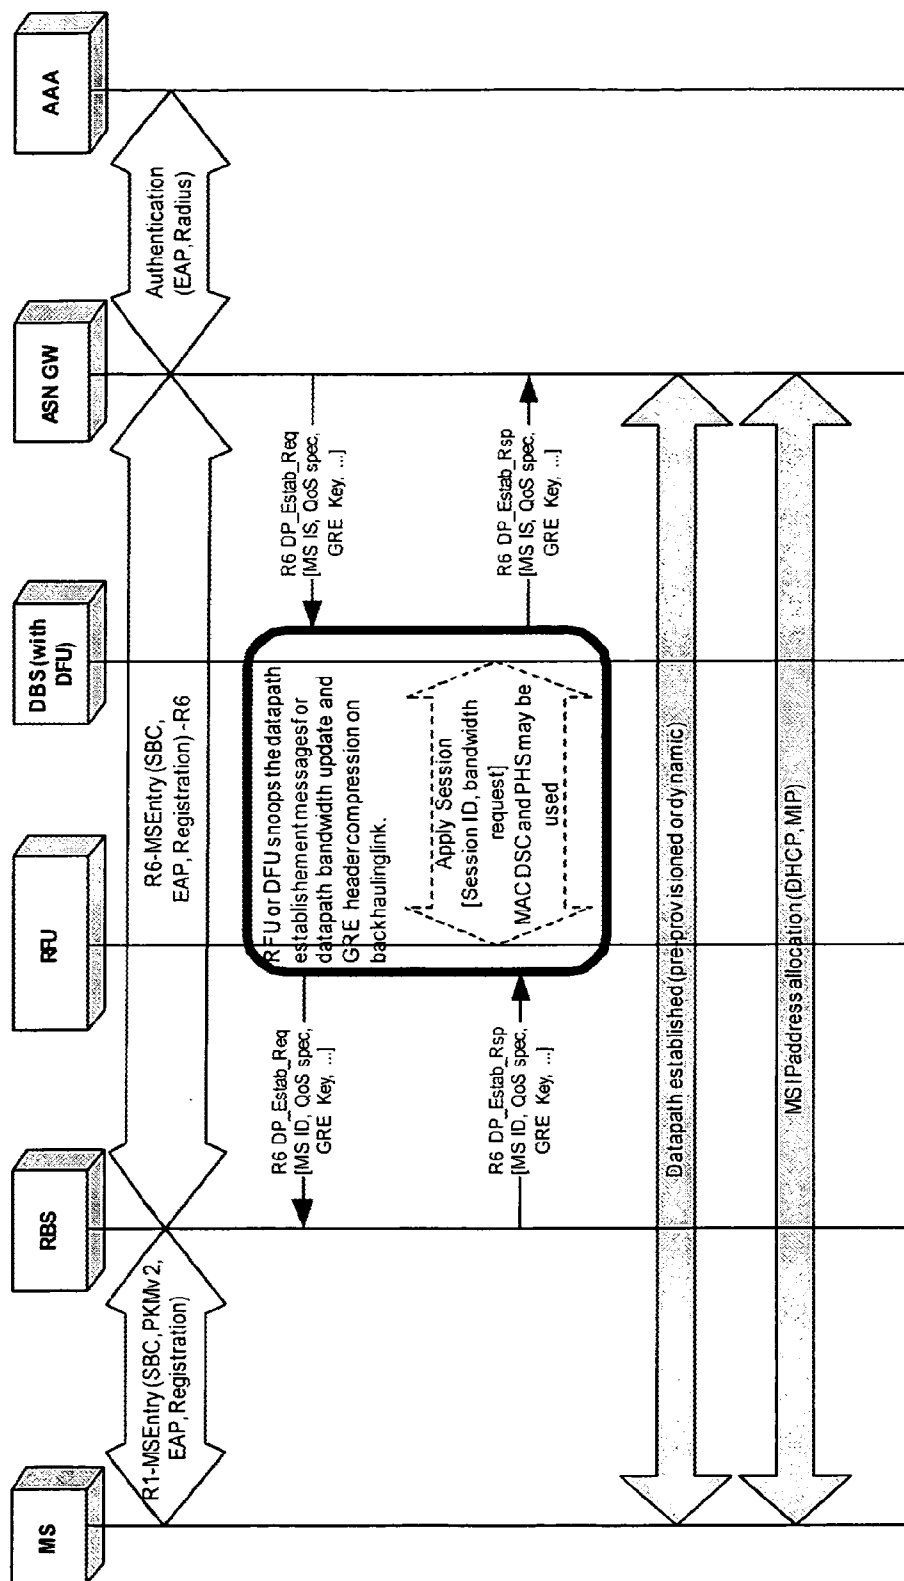 MS
RBS
RFU
DBS (with
DFU)
ASN GW
AAA
R1-MSEntry (SBC, PKMv2,
EAP, Registration)
R6-MSEntry (SBC,
EAP, Registration) -R6
Authentication
(EAP, Radius)
R6 DP_Estab_Req
[MS ID, QoS spec,
GRE Key, ...]
RFU or DFU snoops the datapath
establishement messages for
datapath bandwidth update and
GRE header compression on
backhauling link.
R6 DP_Estab_Req
[MS IS, QoS spec,
GRE Key, ...]
Apply Session
[Session ID, bandwidth
request]
MAC DSC and PHS may be
used
R6 DP_Estab_Rsp
[MS ID, QoS spec,
GRE Key, ...]
R6 DP_Estab_Rsp
[MS IS, QoS spec,
GRE Key, ...]
Datapath established (pre-provisioned or dynamic)
MS IP address allocation (DHCP, MIP)